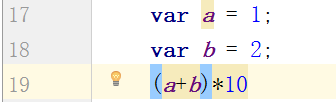 17 var a = 1;
18 var b = 2;
19 (a+b)*10